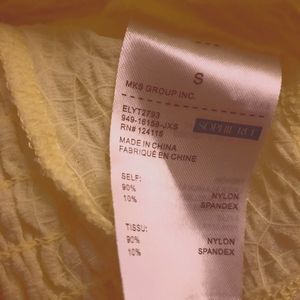 S
MKS GROUP INC.
ELYT2793
949-16159-JXS
RN# 124115
SOPHIE RUE
MADE IN CHINA
FABRIQUÉ EN CHINE
SELF:
90% NYLON
10% SPANDEX
TISSU:
90% NYLON
10% SPANDEX